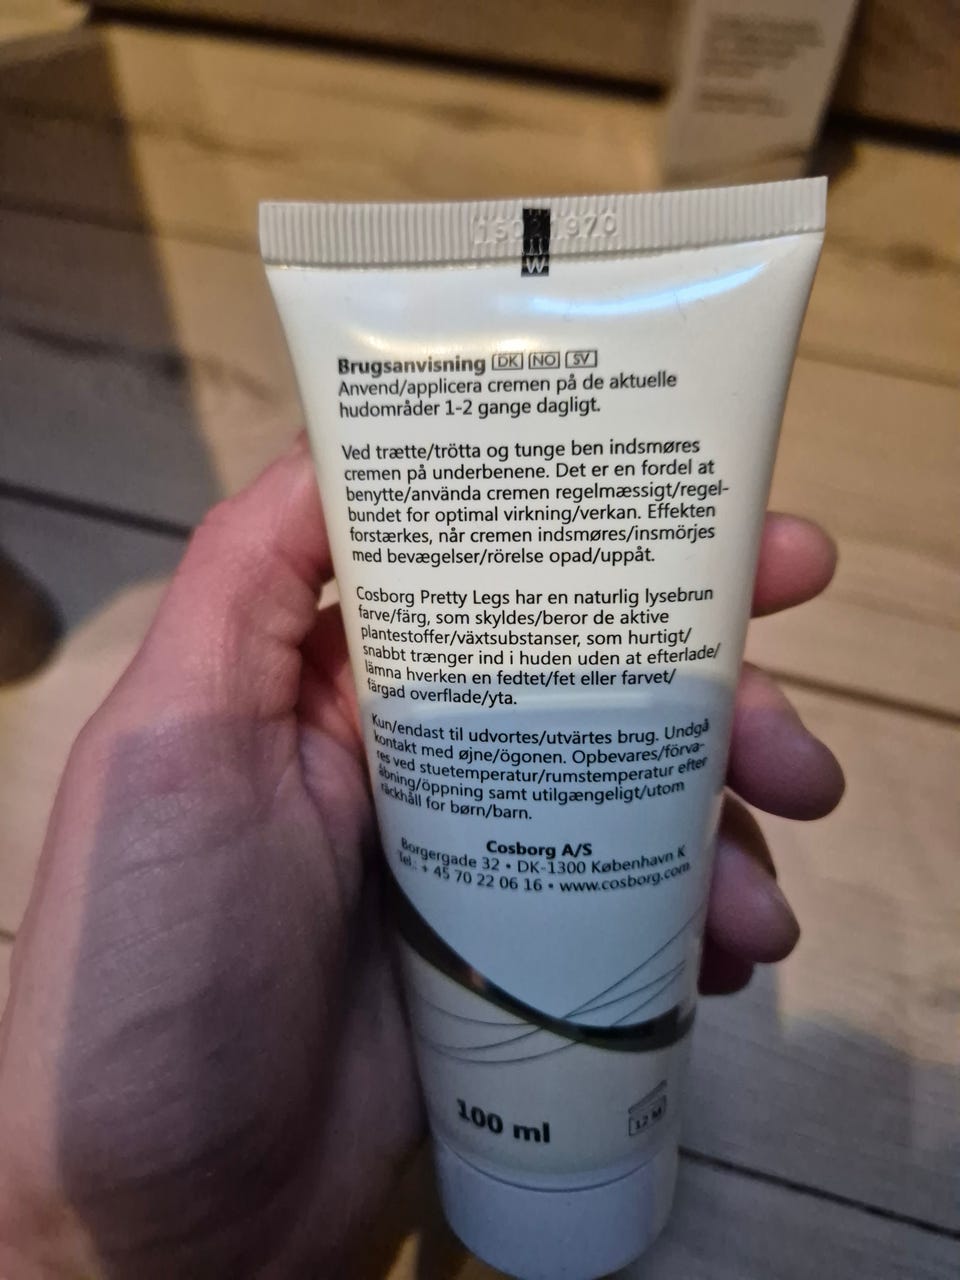 W
Brugsanvisning DK NO SV
Anvend/applicera cremen på de aktuelle
hudområder 1-2 gange dagligt.
Ved trætte/trötta og tunge ben indsmøres
cremen på underbenene. Det er en fordel at
benytte/använda cremen regelmæssigt/regel-
bundet for optimal virkning/verkan. Effekten
forstærkes, når cremen indsmøres/insmörjes
med bevægelser/rörelse opad/uppåt.
Cosborg Pretty Legs har en naturlig lysebrun
farve/färg, som skyldes/beror de aktive
plantestoffer/växtsubstanser, som hurtigt/
snabbt trænger ind i huden uden at efterlade/
lämna hverken en fedtet/fet eller farvet/
färgad overflade/yta.
Kun/endast til udvortes/utvärtes brug. Undgå
kontakt med øjne/ögonen. Opbevares/förva-
res ved stuetemperatur/rumstemperatur efter
åbning/öppning samt utilgængeligt/utom
räckhåll for børn/barn.
Cosborg A/S
Borgergade 32 • DK-1300 København K
Tel.: + 45 70 22 06 16 • www.cosborg.com
100 ml
12 M